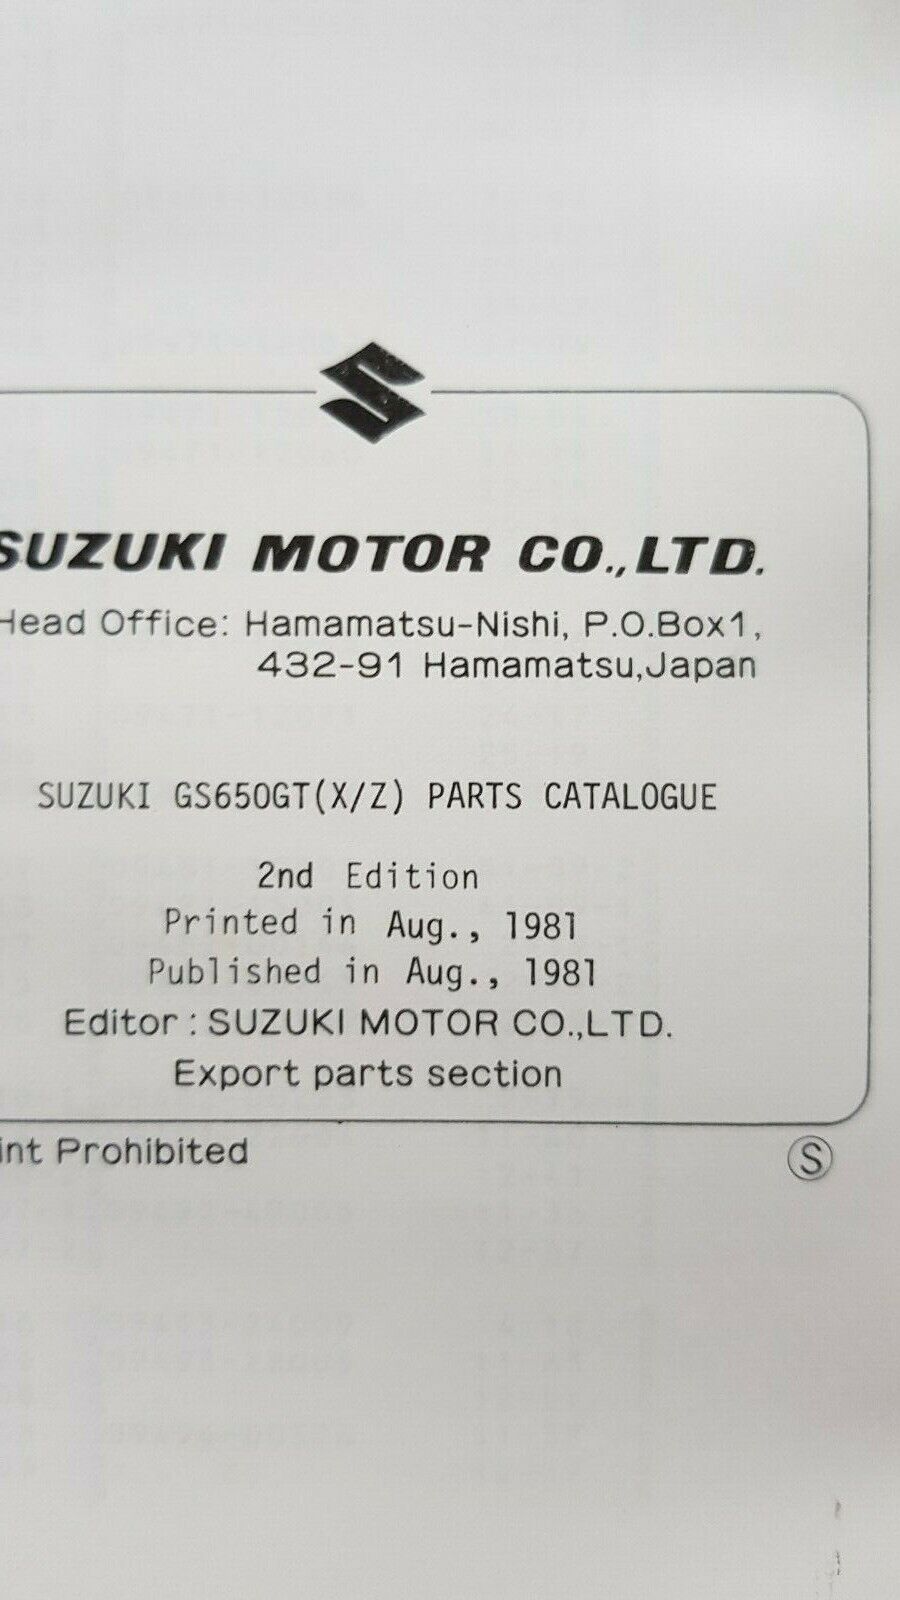 SUZUKI MOTOR CO.,LTD.
Head Office: Hamamatsu-Nishi, P.O.Box1,
432-91 Hamamatsu,Japan
SUZUKI GS650GT(X/Z) PARTS CATALOGUE
2nd Edition
Printed in Aug., 1981
Published in Aug., 1981
Editor : SUZUKI MOTOR CO.,LTD.
Export parts section
int Prohibited
Ⓢ